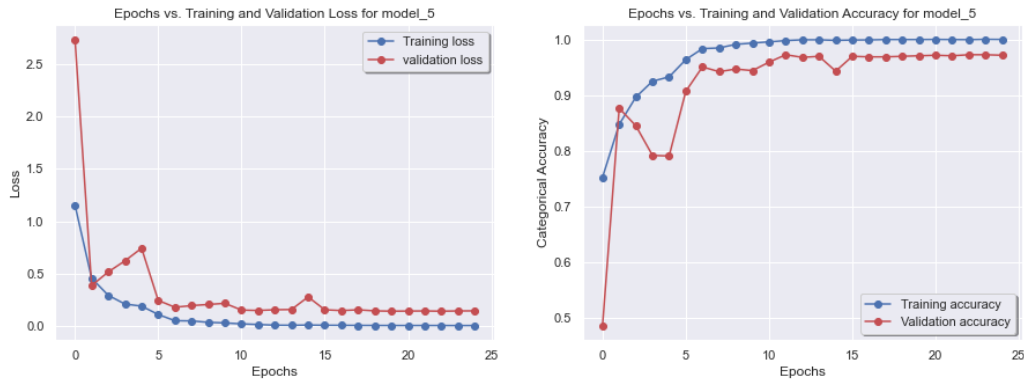 Epochs vs. Training and Validation Loss for model_5
Training loss
validation loss
2.5
2.0
1.5
1.0
0.5
0.0
Loss
0 5 10 15 20 25
Epochs
Epochs vs. Training and Validation Accuracy for model_5
1.0
0.9
0.8
0.7
0.6
0.5
Categorical Accuracy
Training accuracy
Validation accuracy
0 5 10 15 20 25
Epochs